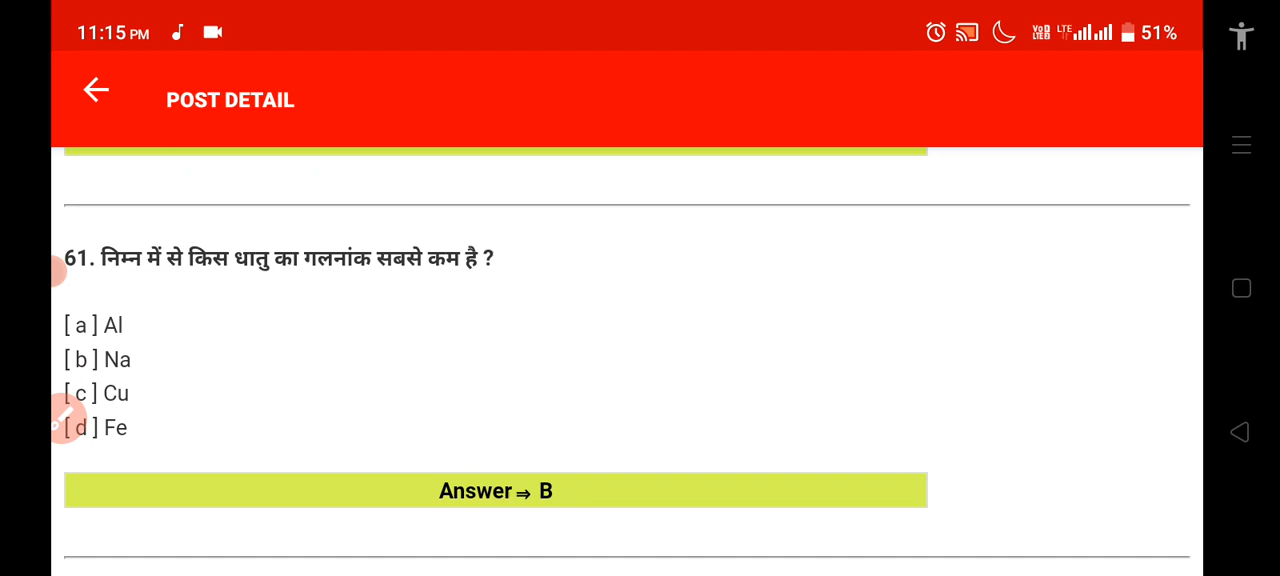 11:15 PM 51%
POST DETAIL
61. निम्न में से किस धातु का गलनांक सबसे कम है ?
[ a ] Al
[ b ] Na
[ c ] Cu
[ d ] Fe
Answer ⇒ B